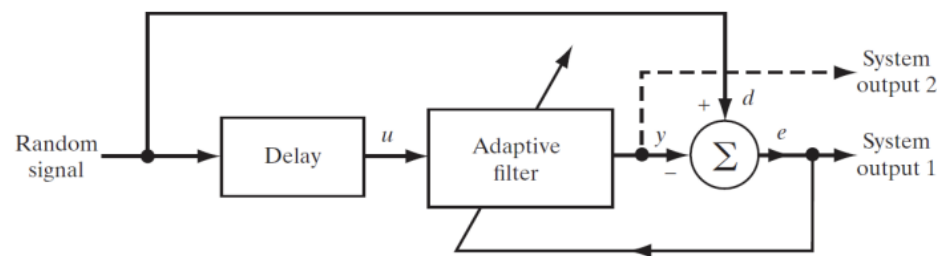 System
output 2
+
d
Random
signal
Delay
u
Adaptive
filter
y
−
Σ
e
System
output 1